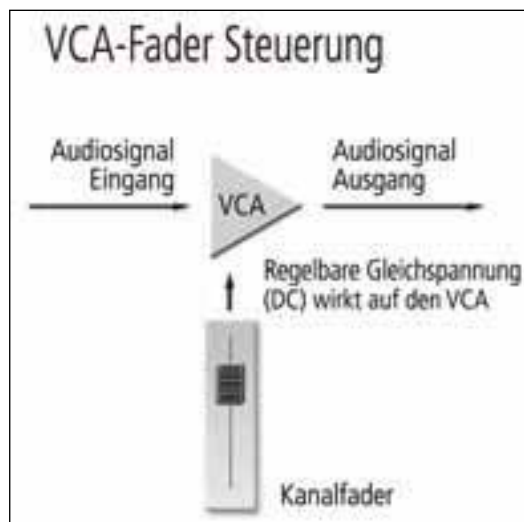 VCA-Fader Steuerung
Audiosignal
Eingang
VCA
Audiosignal
Ausgang
Regelbare Gleichspannung
(DC) wirkt auf den VCA
Kanalfader